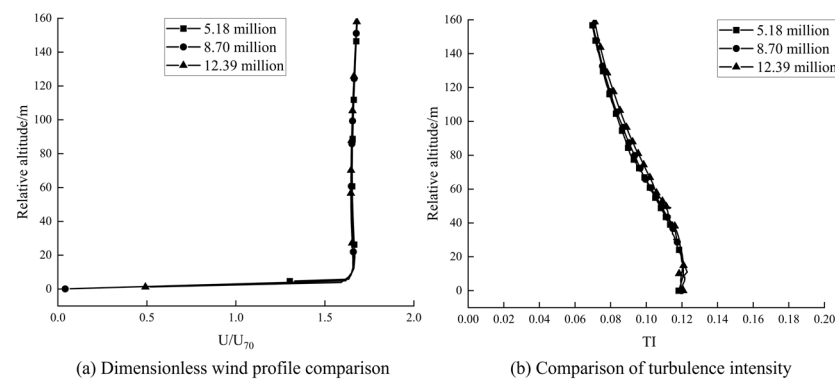 160
140
120
100
80
60
40
20
0
Relative altitude/m
5.18 million
8.70 million
12.39 million
0.0 0.5 1.0 1.5 2.0
U/U70
(a) Dimensionless wind profile comparison
160
140
120
100
80
60
40
20
0
Relative altitude/m
5.18 million
8.70 million
12.39 million
0.00 0.02 0.04 0.06 0.08 0.10 0.12 0.14 0.16 0.18 0.20
TI
(b) Comparison of turbulence intensity